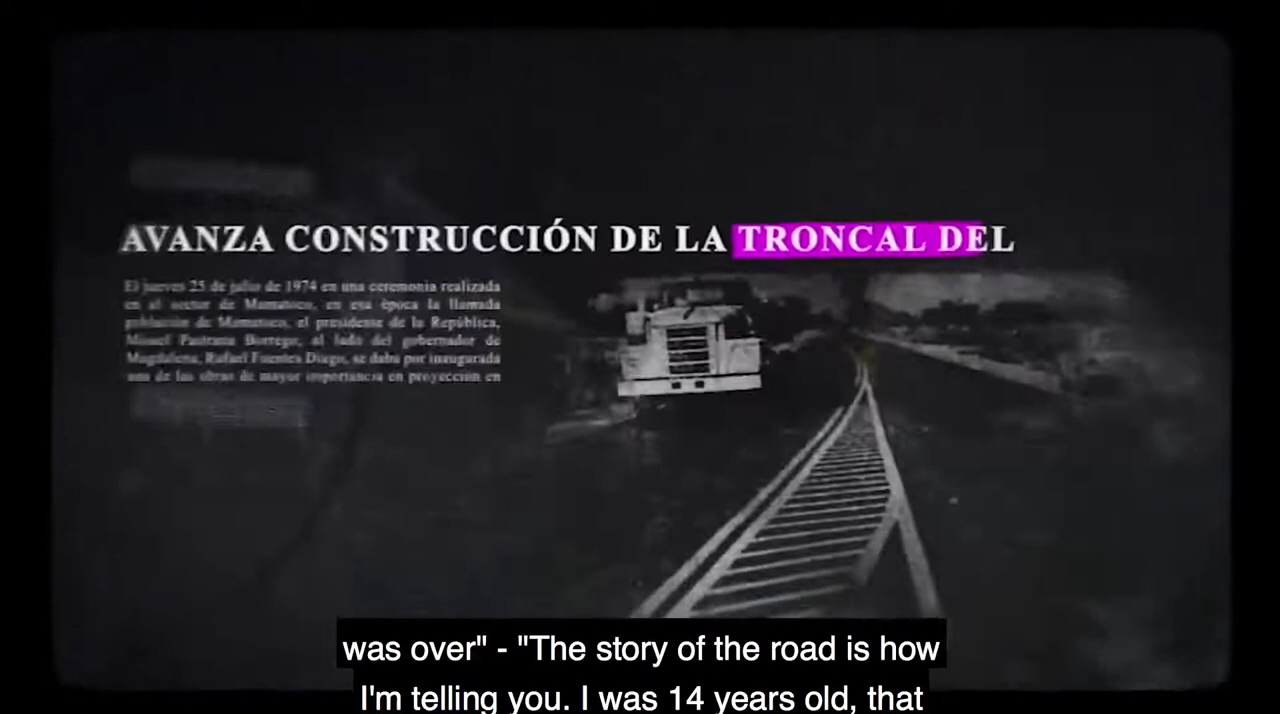 AVANZA CONSTRUCCIÓN DE LA TRONCAL DEL
El jueves 25 de julio de 1974 en una ceremonia realizada
en el sector de Mamatoco, en esa época la llamada
población de Mamatoco, el presidente de la República,
Misael Pastrana Borrego, al lado del gobernador de
Magdalena, Rafael Fuentes Diago, se daba por inaugurada
una de las obras de mayor importancia en proyección en
was over" - "The story of the road is how
I'm telling you. I was 14 years old, that